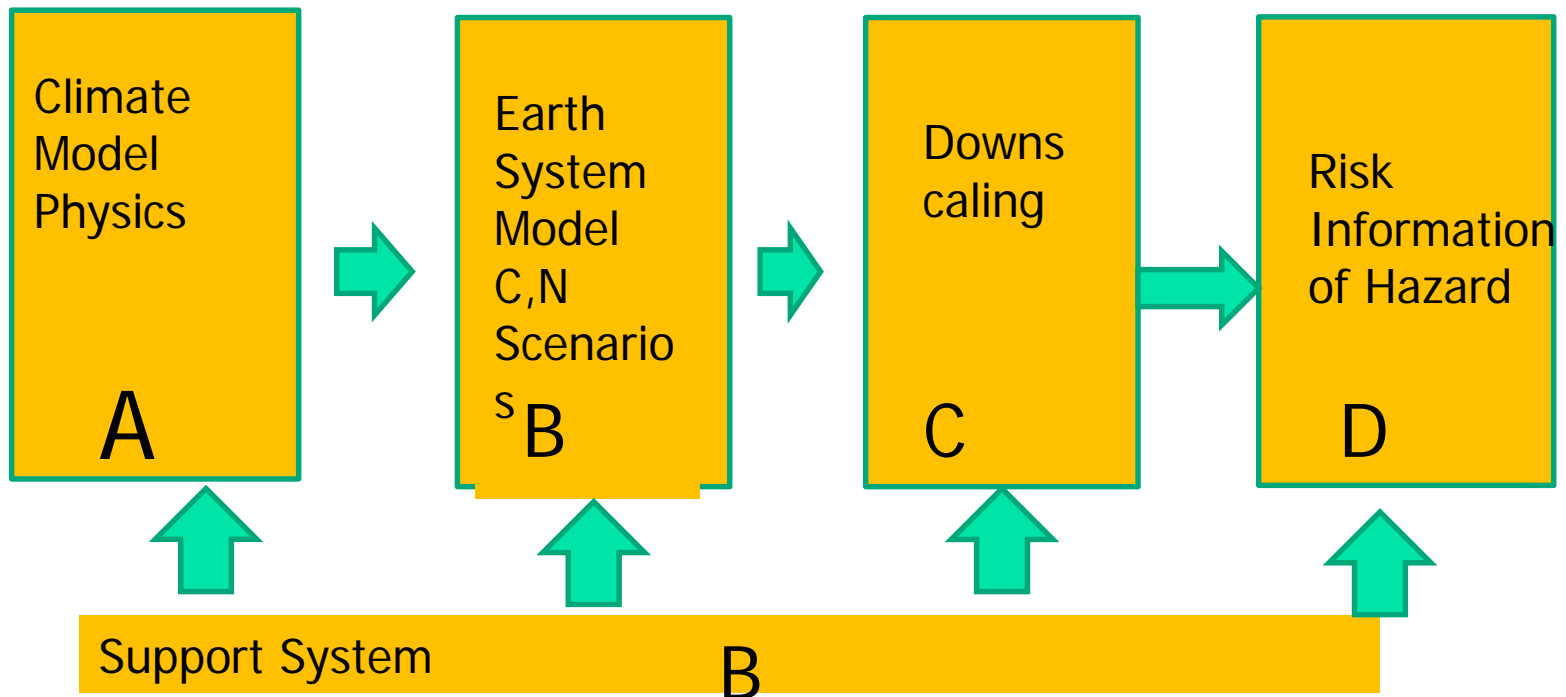 Climate
Model
Physics
A
Earth
System
Model
C,N
Scenario
s B
Downs
caling
C
Risk
Information
of Hazard
D
Support System B